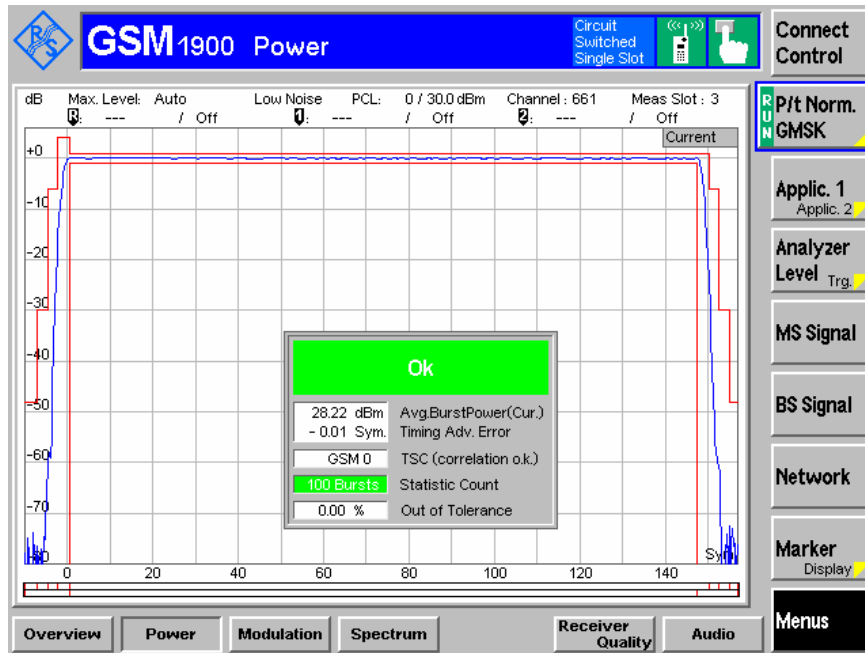 R S
GSM 1900 Power
Circuit
Switched
Single Slot
Connect
Control
dB Max. Level: Auto Low Noise PCL: 0 / 30.0 dBm Channel : 661 Meas Slot : 3
R: --- / Off 1: --- / Off 2: --- / Off
Current
RUN
P/t Norm.
GMSK
Applic. 1
Applic. 2
Analyzer
Level Trg.
MS Signal
BS Signal
Network
Marker
Display
Menus
+0
-10
-20
-30
-40
-50
-60
-70
-80
Ok
28.22 dBm Avg.BurstPower(Cur.)
- 0.01 Sym. Timing Adv. Error
GSM 0 TSC (correlation o.k.)
100 Bursts Statistic Count
0.00 % Out of Tolerance
Sym
0 20 40 60 80 100 120 140
Overview Power Modulation Spectrum Receiver
Quality Audio